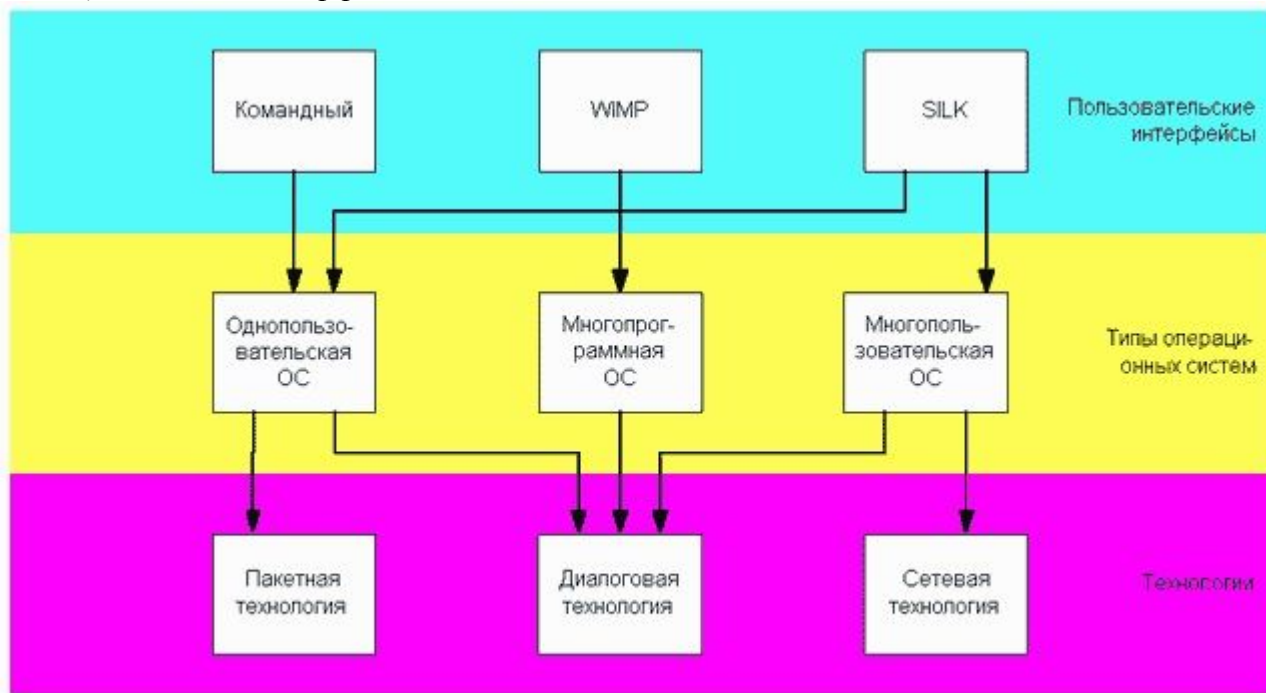 Командный
WIMP
SILK
Пользовательские
интерфейсы
Однопользо-
вательская
ОС
Многопрог-
раммная
ОС
Многополь-
зовательская
ОС
Типы операци-
онных систем
Пакетная
технология
Диалоговая
технология
Сетевая
технология
Технологии